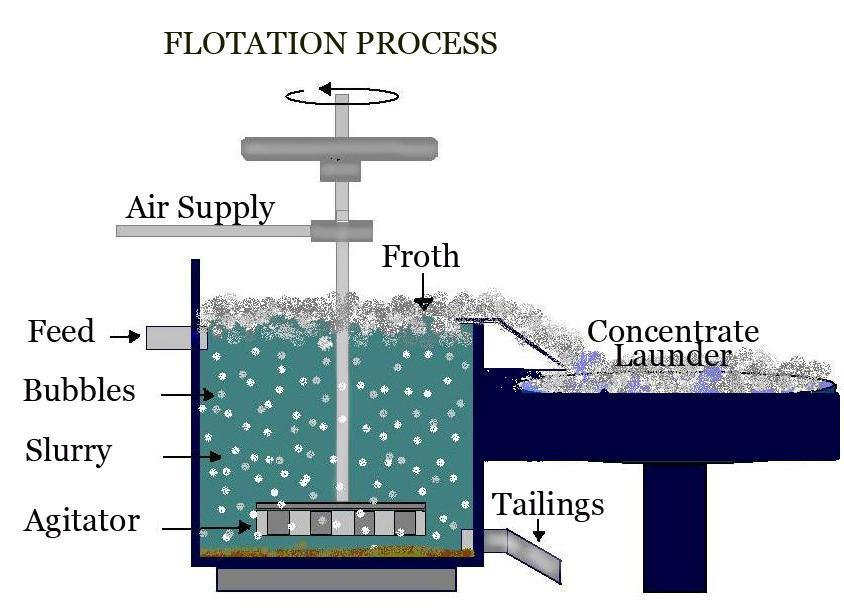 FLOTATION PROCESS
Air Supply
Froth
Feed
Concentrate
Launder
Bubbles
Slurry
Tailings
Agitator